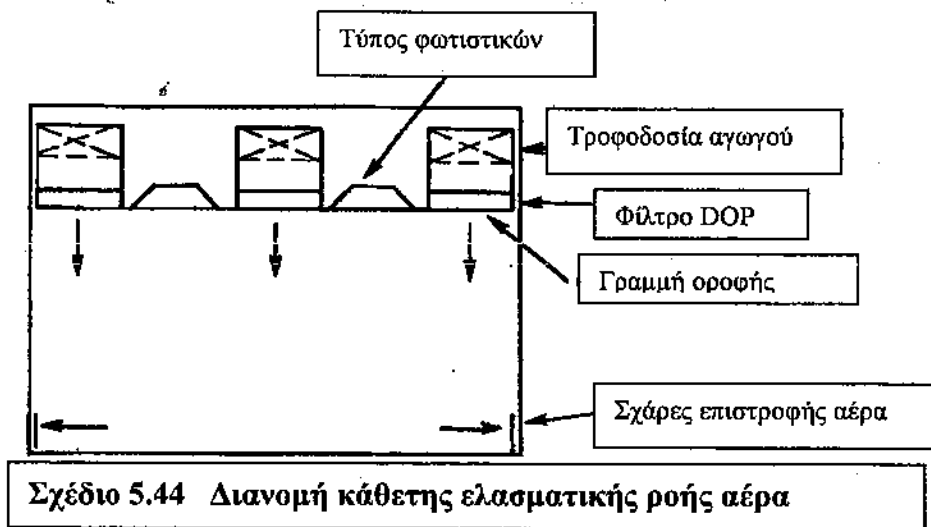 Τύπος φωτιστικών
Τροφοδοσία αγωγού
Φίλτρο DOP
Γραμμή οροφής
Σχάρες επιστροφής αέρα
Σχέδιο 5.44 Διανομή κάθετης ελασματικής ροής αέρα